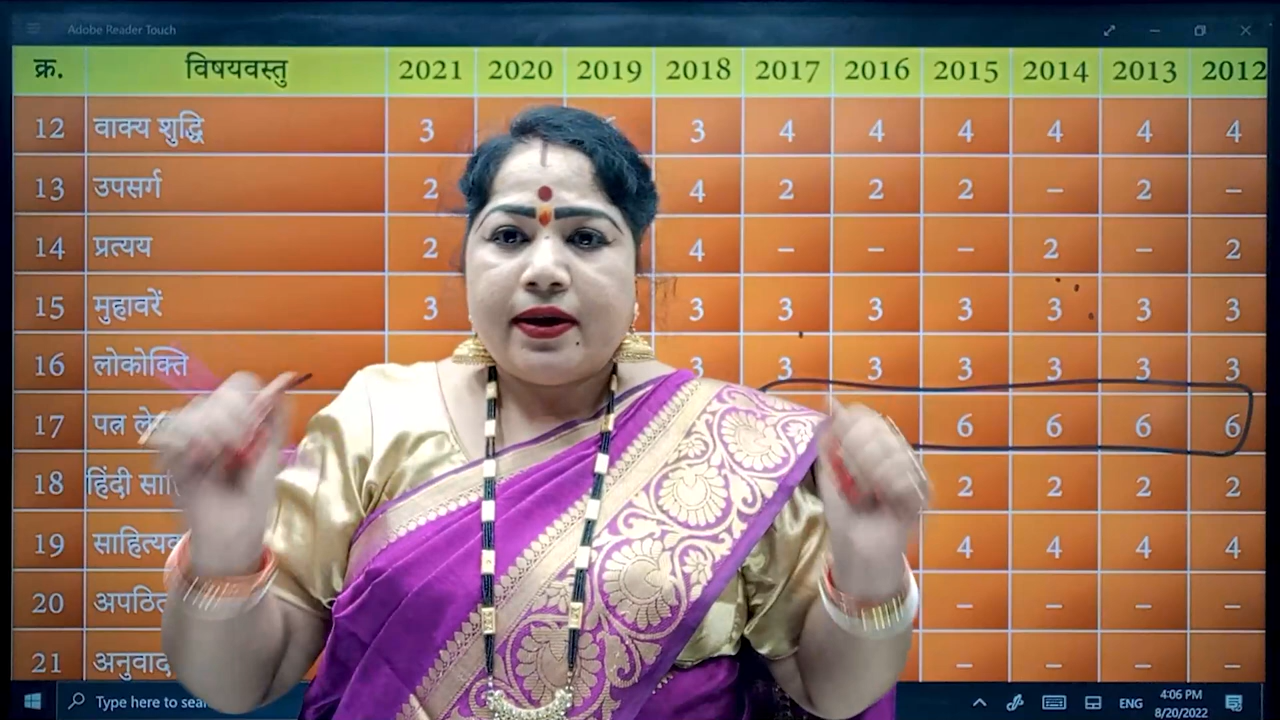 Adobe Reader Touch
क्र. विषयवस्तु 2021 2020 2019 2018 2017 2016 2015 2014 2013 2012
12 वाक्य शुद्धि 3 3 4 4 4 4 4 4
13 उपसर्ग 2 4 2 2 2 – 2 –
14 प्रत्यय 2 4 – – – 2 – 2
15 मुहावरें 3 3 3 3 3 3 3 3
16 लोकोक्ति 3 3 3 3 3 3 3
17 पत्र 6 6 6 6
18 हिंदी 2 2 2 2
19 4 4 4 4
20 – – – –
21 – – – –
Type here to ENG 4:06 PM
8/20/2022